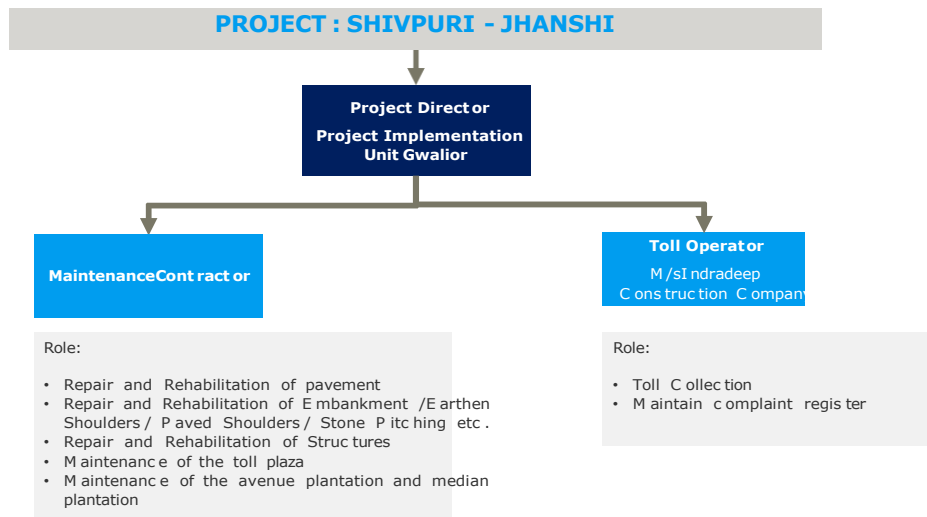 PROJECT : SHIVPURI - JHANSHI
Project Director
Project Implementation
Unit Gwalior
MaintenanceContractor
Toll Operator
M/sIndradeep
Construction Company
Role:
• Repair and Rehabilitation of pavement
• Repair and Rehabilitation of Embankment /Earthen
Shoulders/ Paved Shoulders/ Stone Pitching etc.
• Repair and Rehabilitation of Structures
• Maintenance of the toll plaza
• Maintenance of the avenue plantation and median
plantation
Role:
• Toll Collection
• Maintain complaint register